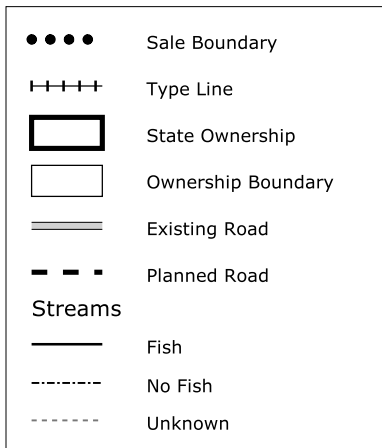 Sale Boundary
Type Line
State Ownership
Ownership Boundary
Existing Road
Planned Road
Streams
Fish
No Fish
Unknown